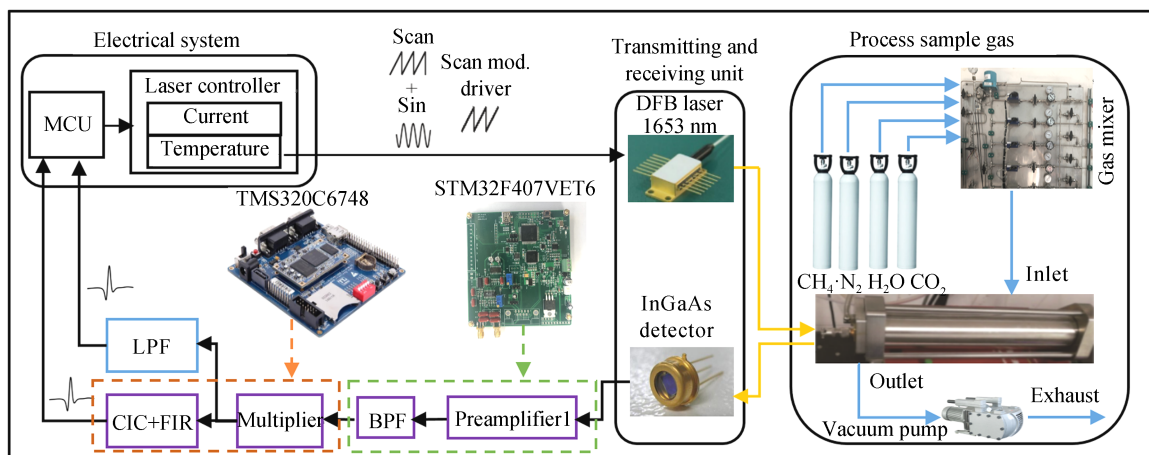 Electrical system
Laser controller
MCU
Current
Temperature
Scan
+
Sin
Scan mod.
driver
Transmitting and
receiving unit
DFB laser
1653 nm
Process sample gas
Gas mixer
TMS320C6748
STM32F407VET6
CH₄·N₂ H₂O CO₂
Inlet
InGaAs
detector
LPF
CIC+FIR
Multiplier
BPF
Preamplifier1
Outlet
Exhaust
Vacuum pump